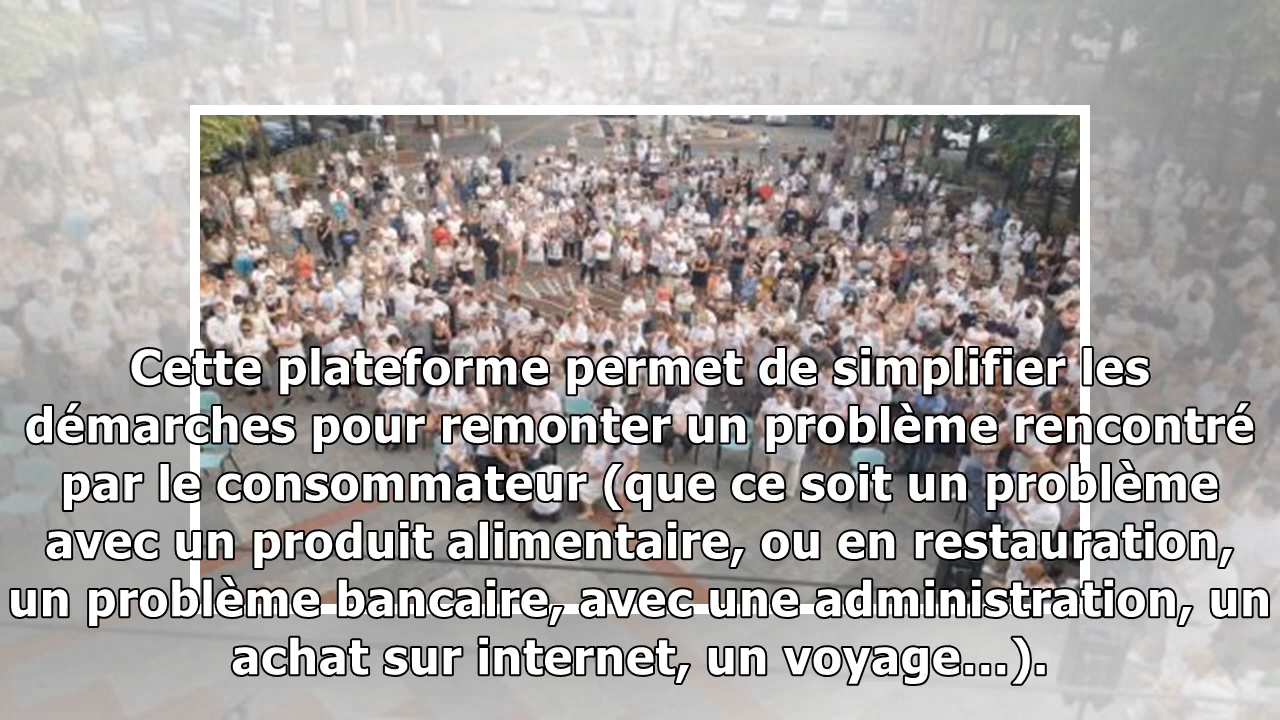 Cette plateforme permet de simplifier les
démarches pour remonter un problème rencontré
par le consommateur (que ce soit un problème
avec un produit alimentaire, ou en restauration,
un problème bancaire, avec une administration, un
achat sur internet, un voyage...).